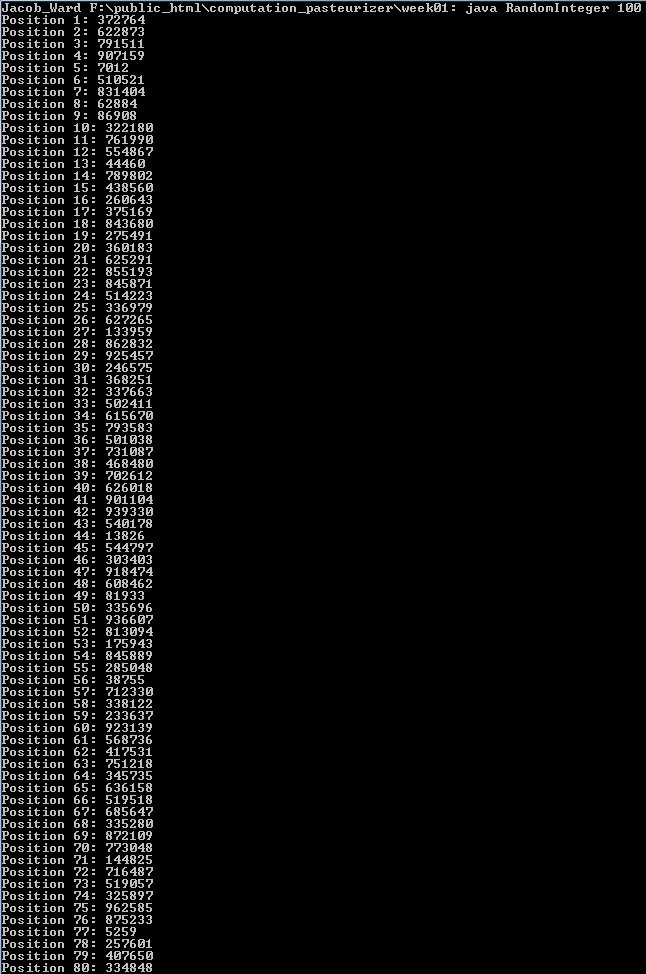 Jacob_Ward F:\public_html\computation_pasteurizer\week01: java RandomInteger 100
Position 1: 372764
Position 2: 622873
Position 3: 791511
Position 4: 907159
Position 5: 7012
Position 6: 510521
Position 7: 831404
Position 8: 62884
Position 9: 86908
Position 10: 322180
Position 11: 761990
Position 12: 554867
Position 13: 44460
Position 14: 789802
Position 15: 438560
Position 16: 260643
Position 17: 375169
Position 18: 843680
Position 19: 275491
Position 20: 360183
Position 21: 625291
Position 22: 855193
Position 23: 845871
Position 24: 514223
Position 25: 336979
Position 26: 627265
Position 27: 133959
Position 28: 862832
Position 29: 925457
Position 30: 246575
Position 31: 368251
Position 32: 337663
Position 33: 502411
Position 34: 615670
Position 35: 793583
Position 36: 501038
Position 37: 731087
Position 38: 468480
Position 39: 702612
Position 40: 626018
Position 41: 901104
Position 42: 939330
Position 43: 540178
Position 44: 13826
Position 45: 544797
Position 46: 303403
Position 47: 918474
Position 48: 608462
Position 49: 81933
Position 50: 335696
Position 51: 936607
Position 52: 813094
Position 53: 175943
Position 54: 845889
Position 55: 285048
Position 56: 38755
Position 57: 712330
Position 58: 338122
Position 59: 233637
Position 60: 923139
Position 61: 568736
Position 62: 417531
Position 63: 751218
Position 64: 345735
Position 65: 636158
Position 66: 519518
Position 67: 685647
Position 68: 335280
Position 69: 872109
Position 70: 773048
Position 71: 144825
Position 72: 716487
Position 73: 519057
Position 74: 325897
Position 75: 962585
Position 76: 875233
Position 77: 5259
Position 78: 257601
Position 79: 407650
Position 80: 334848